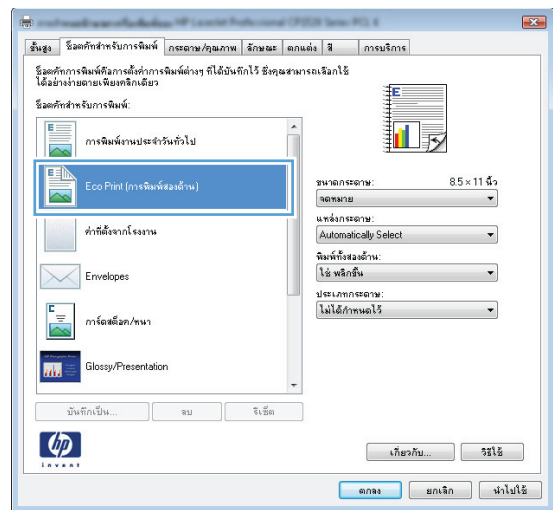 HP LaserJet Professional CP1520 Series PCL 6
ขั้นสูง
ช็อตคัทสำหรับการพิมพ์
กระดาษ/คุณภาพ
ลักษณะ
ตกแต่ง
สี
การบริการ
ช็อตคัทการพิมพ์คือการตั้งค่าการพิมพ์ต่างๆ ที่ได้บันทึกไว้ ซึ่งคุณสามารถเลือกใช้
ได้อย่างง่ายดายเพียงคลิกเดียว
ช็อตคัทสำหรับการพิมพ์:
การพิมพ์งานประจำวันทั่วไป
Eco Print (การพิมพ์สองด้าน)
ค่าที่ตั้งจากโรงงาน
Envelopes
การ์ดสต็อค/หนา
Glossy/Presentation
ขนาดกระดาษ: 8.5 × 11 นิ้ว
จดหมาย
แหล่งกระดาษ:
Automatically Select
พิมพ์ทั้งสองด้าน:
ใช่ พลิกขึ้น
ประเภทกระดาษ:
ไม่ได้กำหนดไว้
บันทึกเป็น...
ลบ
รีเซ็ต
hp
invent
เกี่ยวกับ...
วิธีใช้
ตกลง
ยกเลิก
นำไปใช้